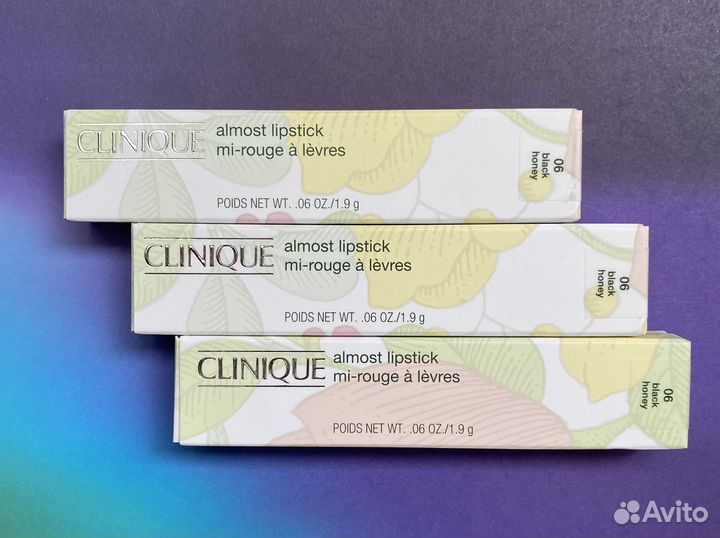 CLINIQUE
almost lipstick
mi-rouge à lèvres
POIDS NET WT. .06 OZ./1.9 g
06
black
honey
CLINIQUE
almost lipstick
mi-rouge à lèvres
POIDS NET WT. .06 OZ./1.9 g
06
black
honey
CLINIQUE
almost lipstick
mi-rouge à lèvres
POIDS NET WT. .06 OZ./1.9 g
06
black
honey
Avito